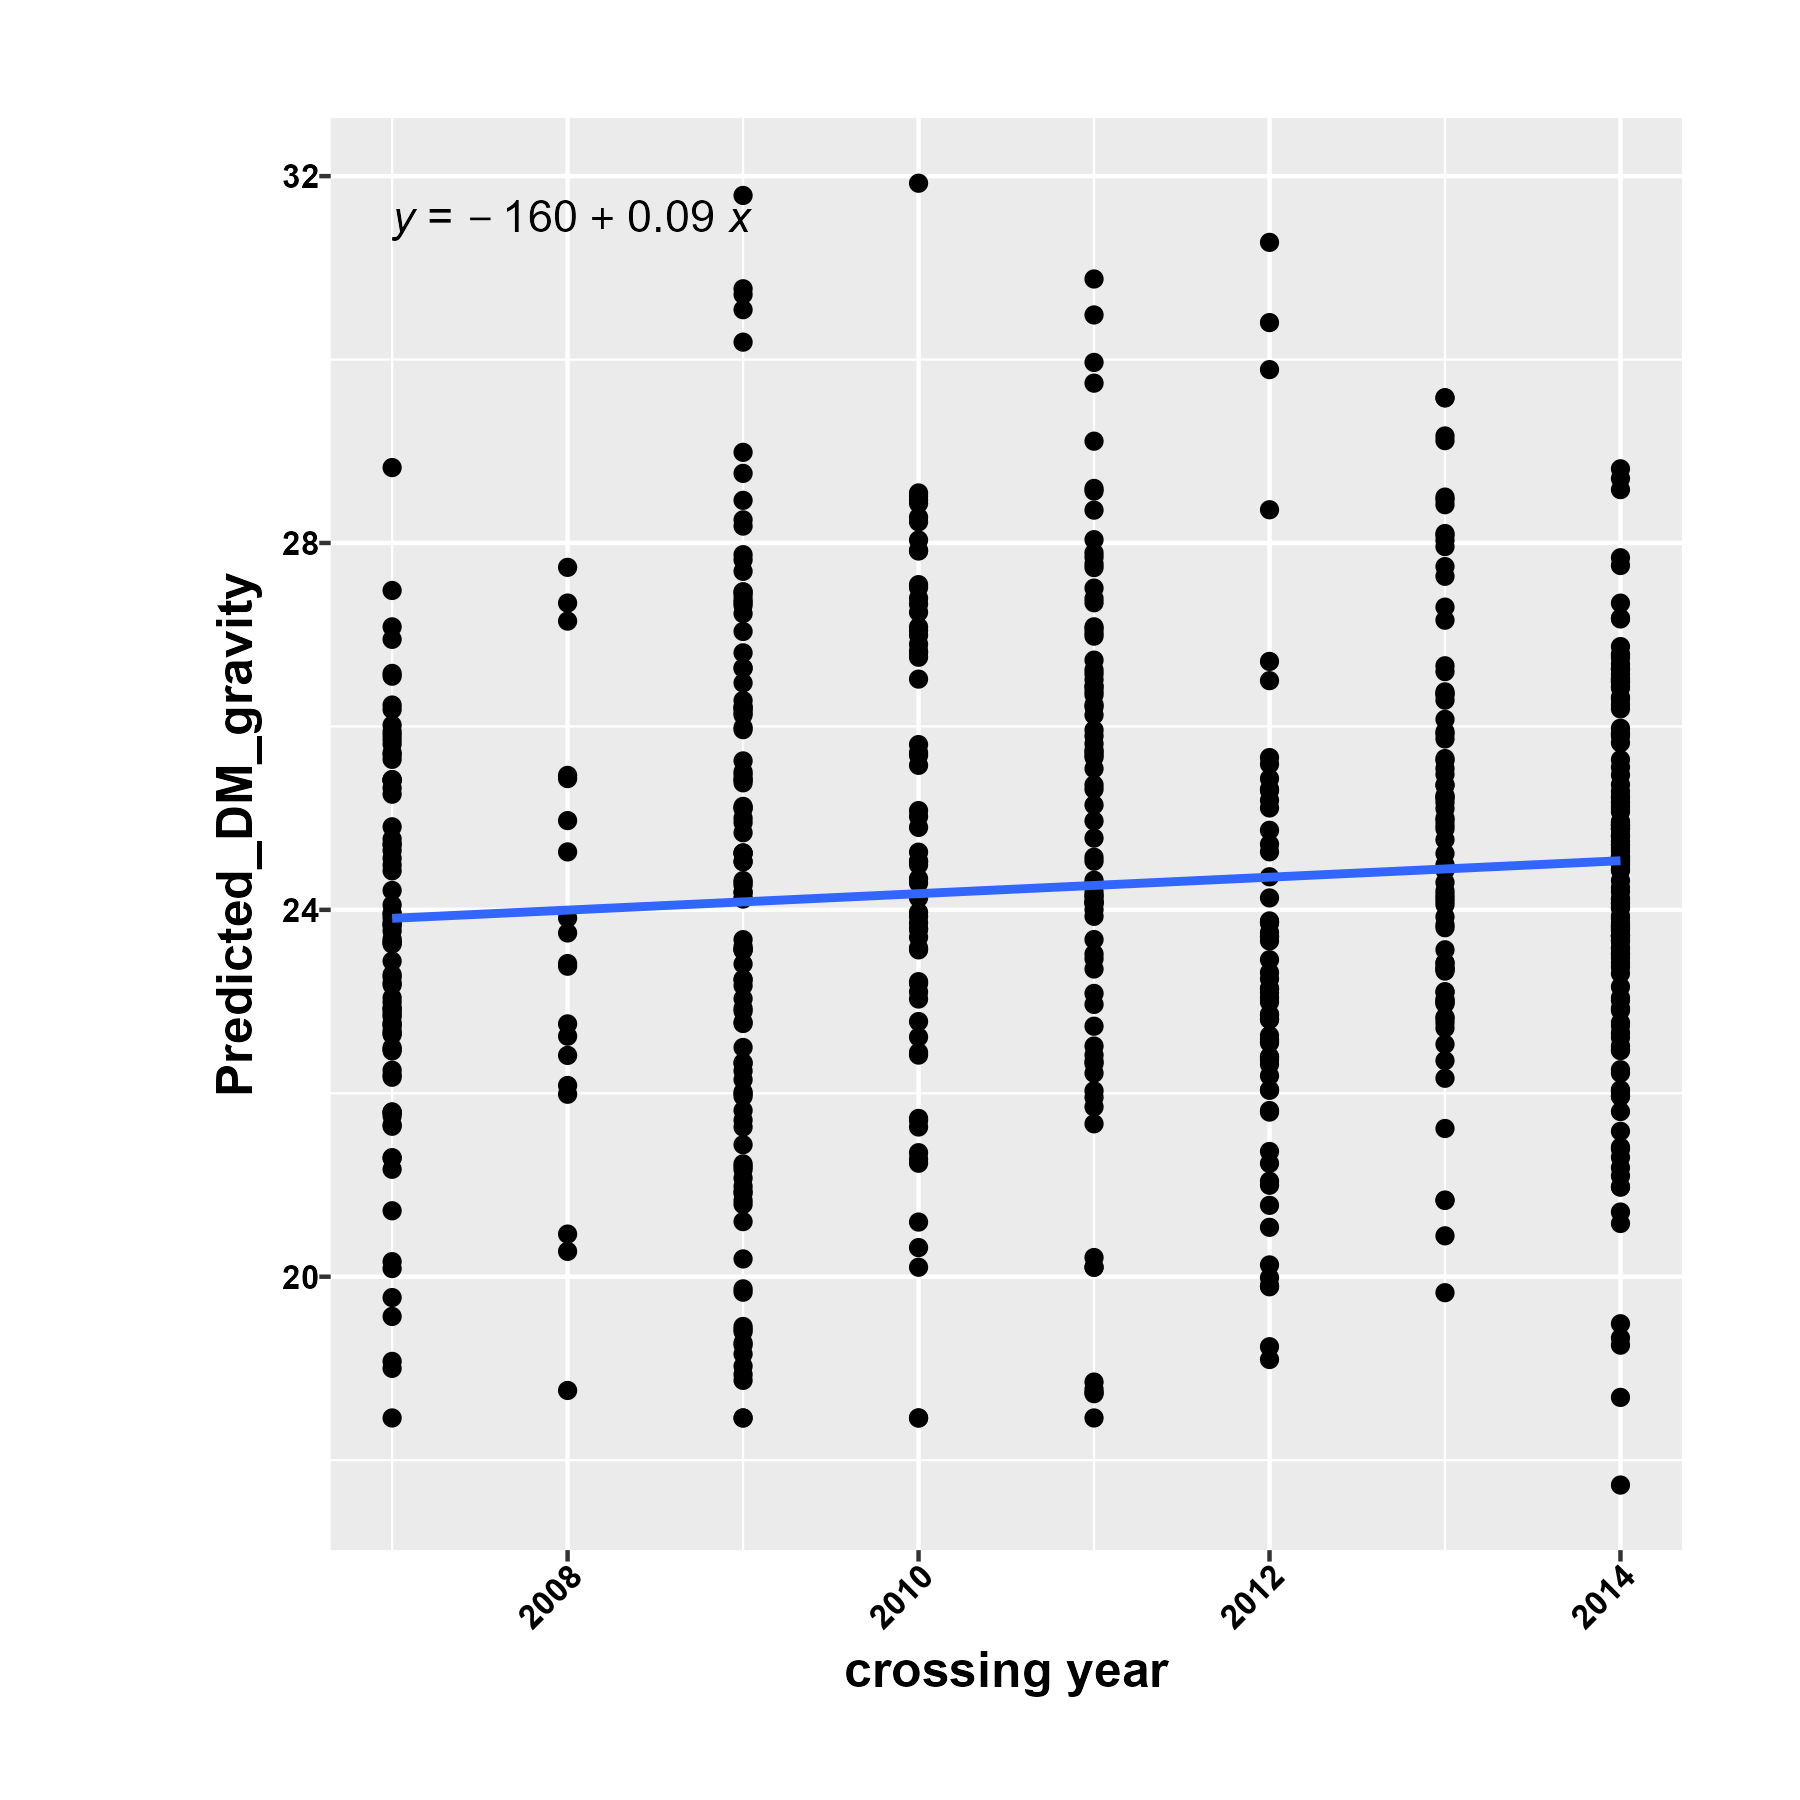 y = − 160 + 0.09 x
32
28
24
20
Predicted_DM_gravity
2008
2010
2012
2014
crossing year